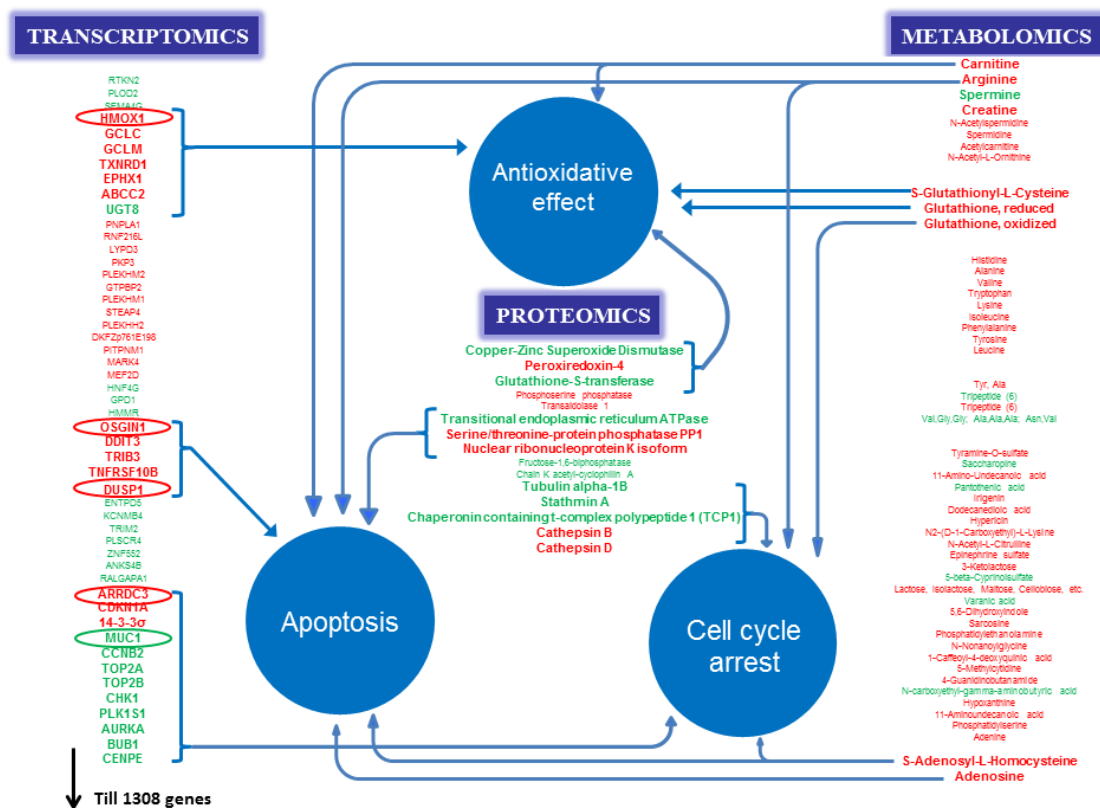 TRANSCRIPTOMICS
RTKN2
PLOD2
SEMA4G
HMOX1
GCLC
GCLM
TXNRD1
EPHX1
ABCC2
UGT8
PNPLA1
RNF216L
LYPD3
PKP3
PLEKHM2
GTPBP2
PLEKHM1
STEAP4
PLEKHH2
DKFZp761E198
PITPNM1
MARK4
MEF2D
HNF4G
GPD1
HMMR
OSGIN1
DDIT3
TRIB3
TNFRSF10B
DUSP1
ENTPD5
KCNMB4
TRIM2
PLSCR4
ZNF552
ANKS4B
RALGAPA1
ARRDC3
CDKN1A
14-3-3σ
MUC1
CCNB2
TOP2A
TOP2B
CHK1
PLK1S1
AURKA
BUB1
CENPE
Till 1308 genes
Antioxidative
effect
PROTEOMICS
Copper-Zinc Superoxide Dismutase
Peroxiredoxin-4
Glutathione-S-transferase
Phosphoserine phosphatase
Transaldolase 1
Transitional endoplasmic reticulum ATPase
Serine/threonine-protein phosphatase PP1
Nuclear ribonucleoprotein K isoform
Fructose-1,6-biphosphatase
Chain K acetyl-cyclophilin A
Tubulin alpha-1B
Stathmin A
Chaperonin containing t-complex polypeptide 1 (TCP1)
Cathepsin B
Cathepsin D
Apoptosis
Cell cycle
arrest
METABOLOMICS
Carnitine
Arginine
Spermine
Creatine
N-Acetylspermidine
Spermidine
Acetylcarnitine
N-Acetyl-L-Ornithine
S-Glutathionyl-L-Cysteine
Glutathione, reduced
Glutathione, oxidized
Histidine
Alanine
Valine
Tryptophan
Lysine
Isoleucine
Phenylalanine
Tyrosine
Leucine
Tyr, Ala
Tripeptide (6)
Tripeptide (6)
Val,Gly,Gly; Ala,Ala,Ala; Asn,Val
Tyramine-O-sulfate
Saccharopine
11-Amino-Undecanoic acid
Pantothenic acid
Irigenin
Dodecanedioic acid
Hypericin
N2-(D-1-Carboxyethyl)-L-Lysine
N-Acetyl-L-Citrulline
Epinephrine sulfate
3-Ketolactose
5-beta-Cyprinolsulfate
Lactose, Isolactose, Maltose, Cellobiose, etc.
Varanic acid
5,6-Dihydroxyindole
Sarcosine
Phosphatidylethanolamine
N-Nonanoylglycine
1-Caffeoyl-4-deoxyquinic acid
5-Methylcytidine
4-Guanidinobutanamide
N-carboxyethyl-gamma-aminobutyric acid
Hypoxanthine
11-Aminoundecanoic acid
Phosphatidylserine
Adenine
S-Adenosyl-L-Homocysteine
Adenosine